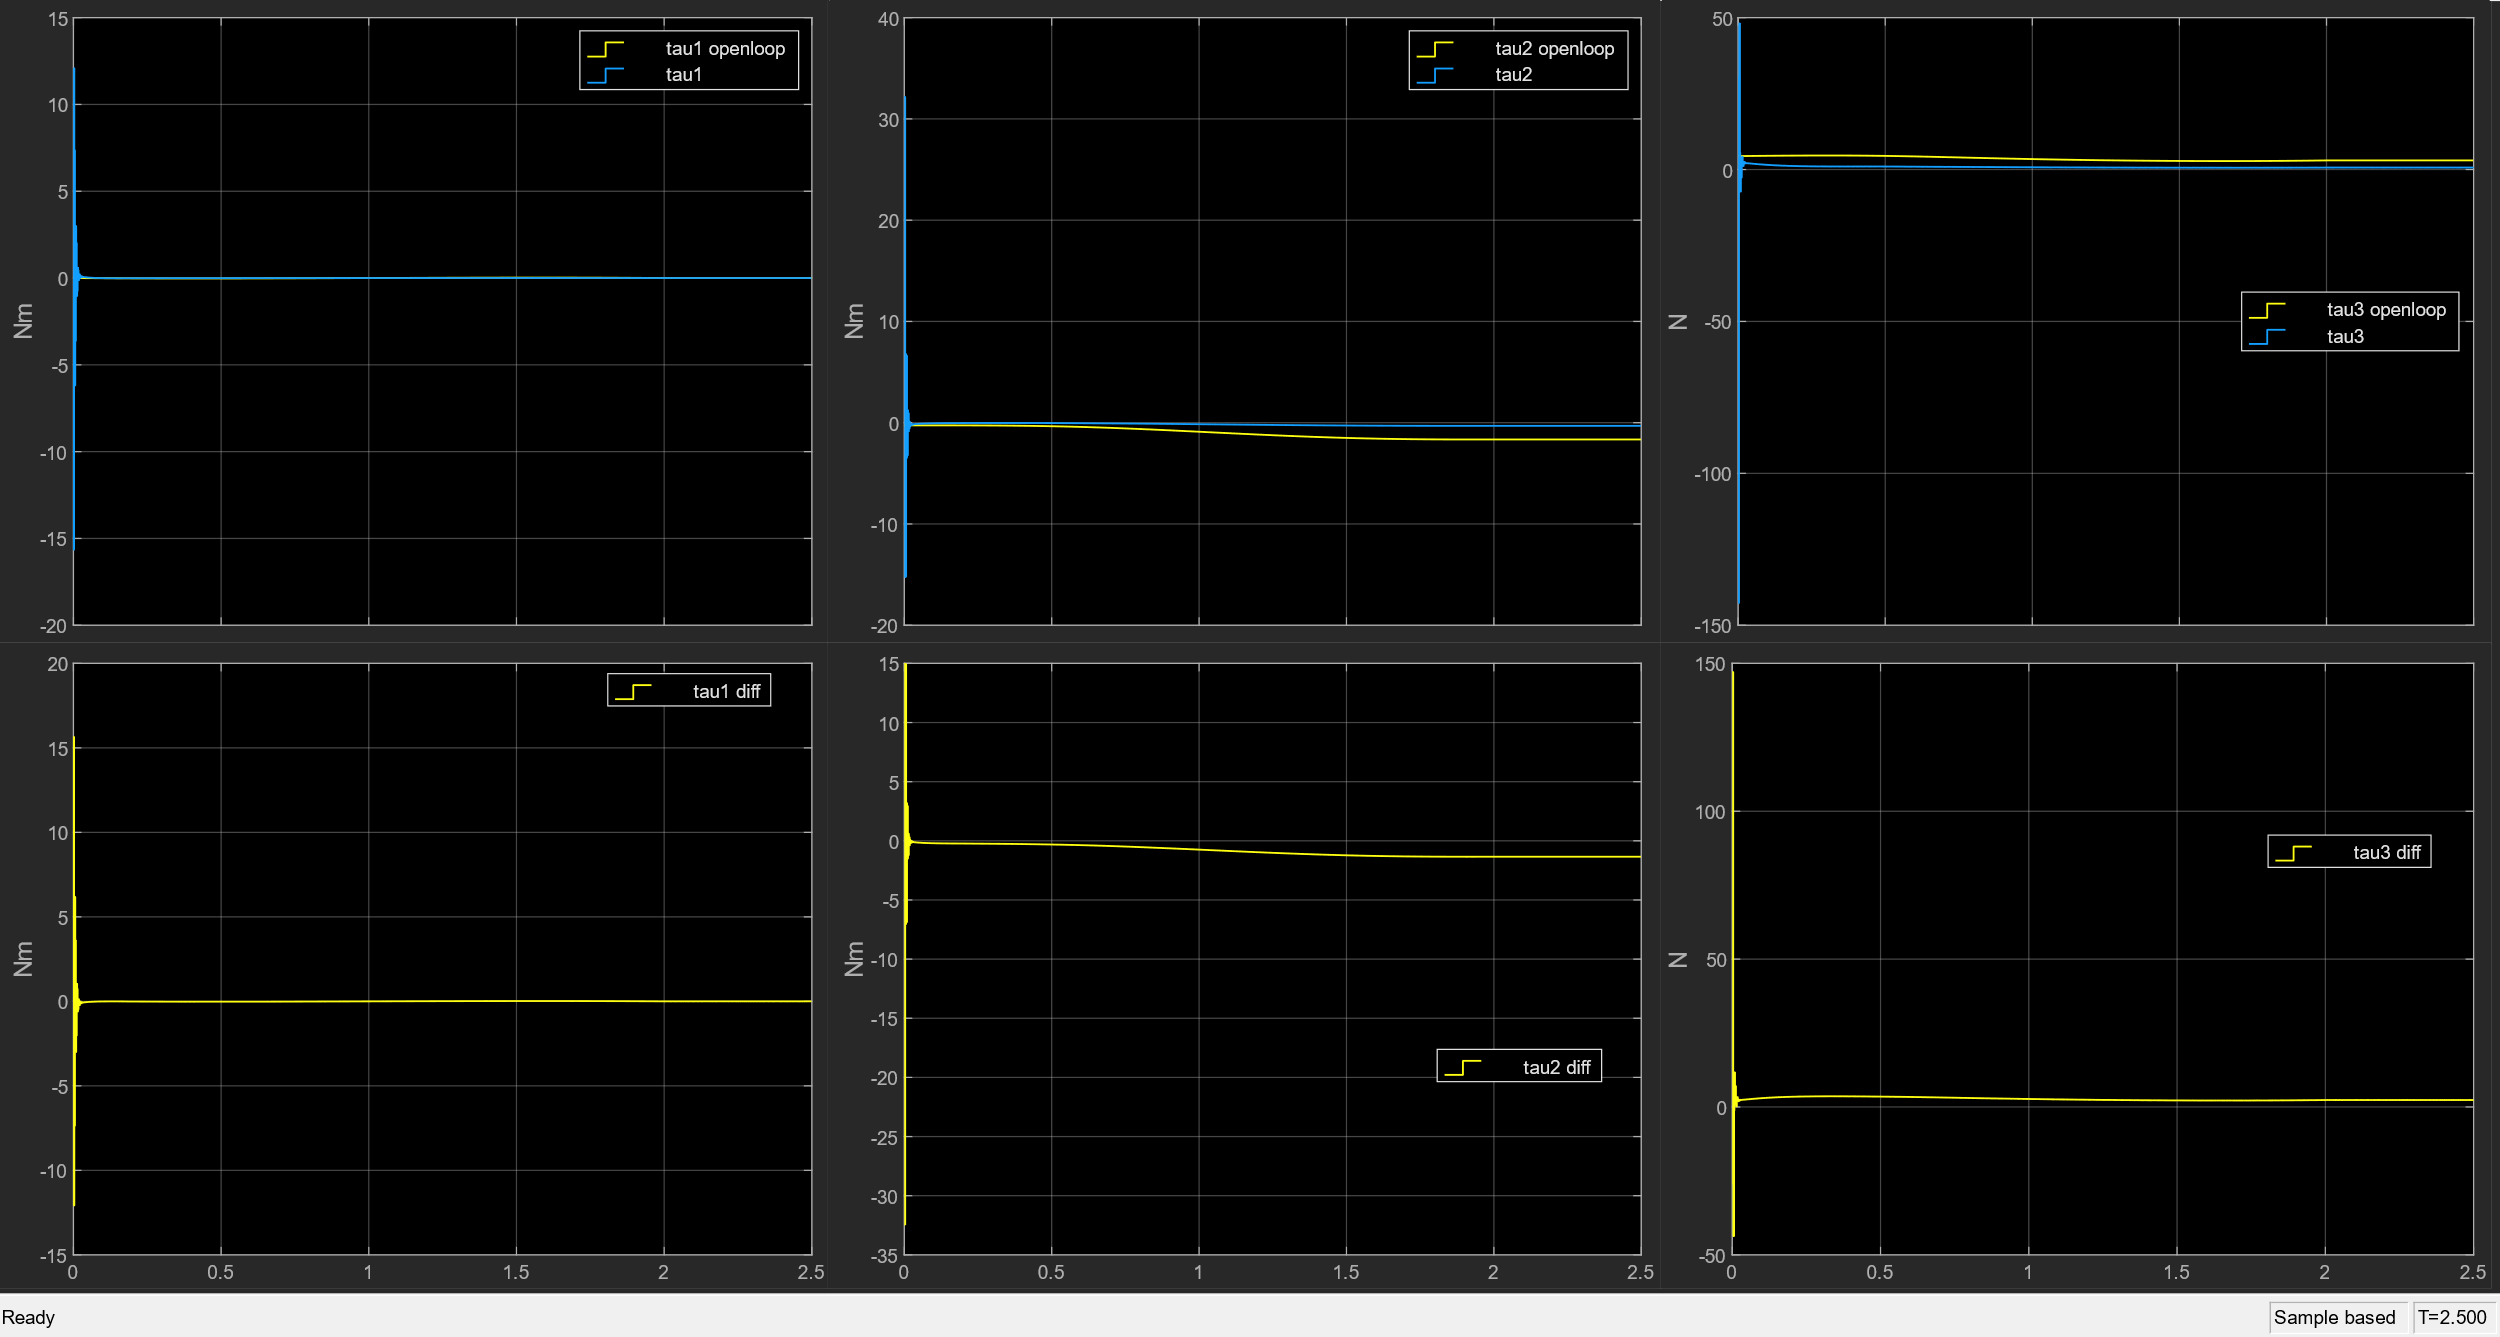 15
10
5
0
-5
-10
-15
-20
Nm
tau1 openloop
tau1
40
30
20
10
0
-10
-20
Nm
tau2 openloop
tau2
50
0
-50
-100
-150
N
tau3 openloop
tau3
20
15
10
5
0
-5
-10
-15
Nm
tau1 diff
0 0.5 1 1.5 2 2.5
15
10
5
0
-5
-10
-15
-20
-25
-30
-35
Nm
tau2 diff
0 0.5 1 1.5 2 2.5
150
100
50
0
-50
N
tau3 diff
0 0.5 1 1.5 2 2.5
Ready
Sample based T=2.500